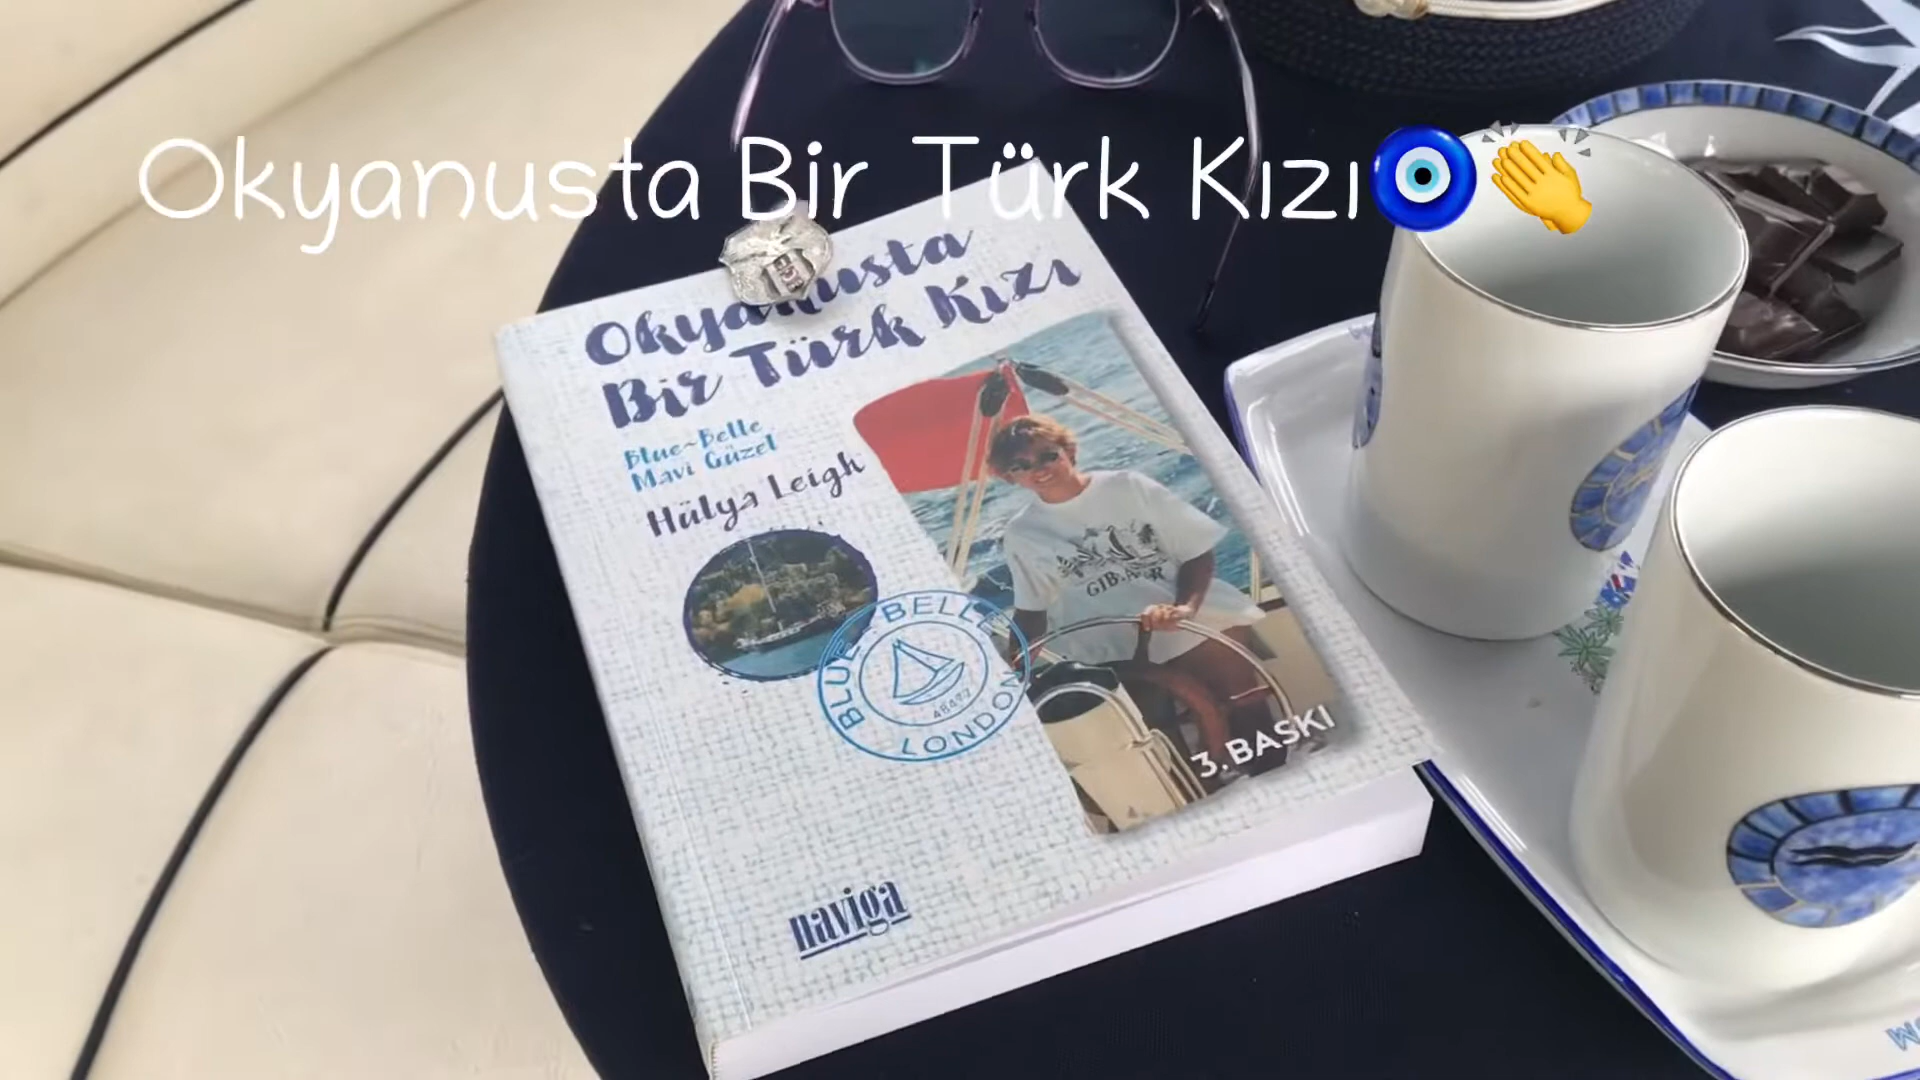 Okyanusta Bir Türk Kızı🧿👏
Okyanusta
Bir Türk Kızı
Blue~Belle
Mavi Güzel
Hülya Leigh
BLUE - BELLE
48477
LONDON
3. BASKI
naviga